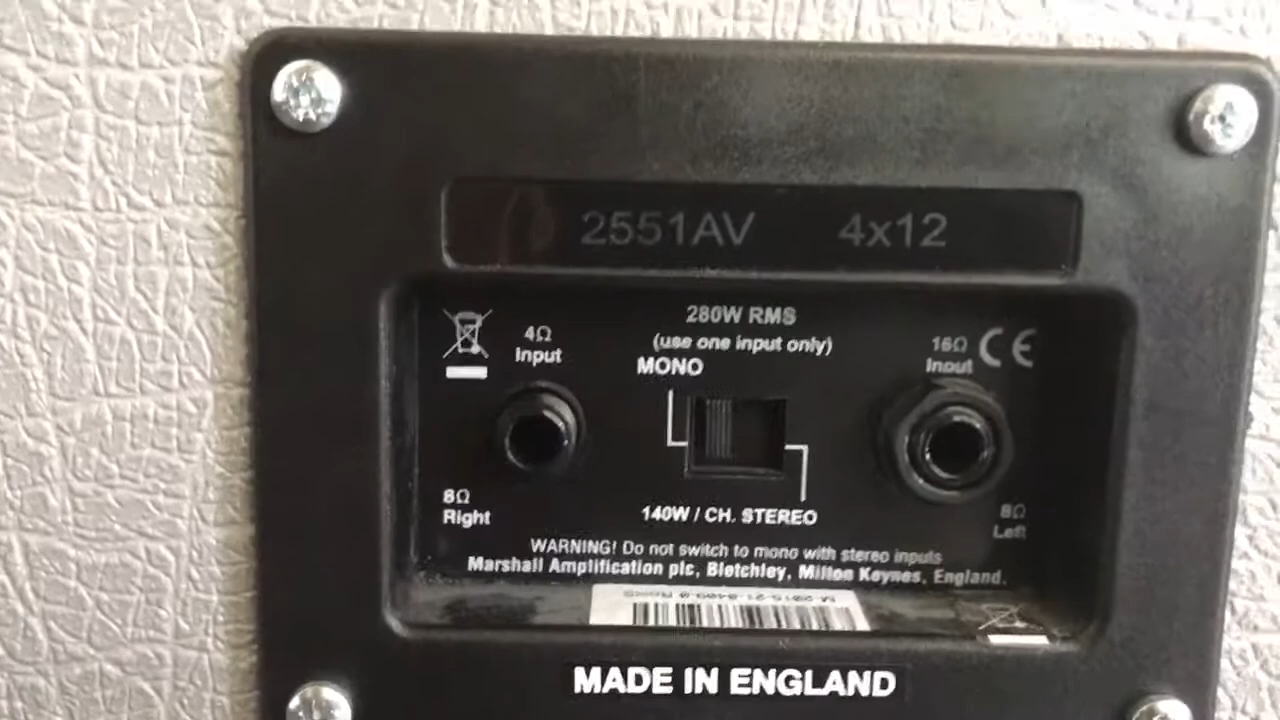 2551AV 4x12
280W RMS
(use one input only)
4Ω
Input
MONO
16Ω
Input
CE
8Ω
Right
140W / CH. STEREO
8Ω
Left
WARNING! Do not switch to mono with stereo inputs
Marshall Amplification plc, Bletchley, Milton Keynes, England.
MADE IN ENGLAND